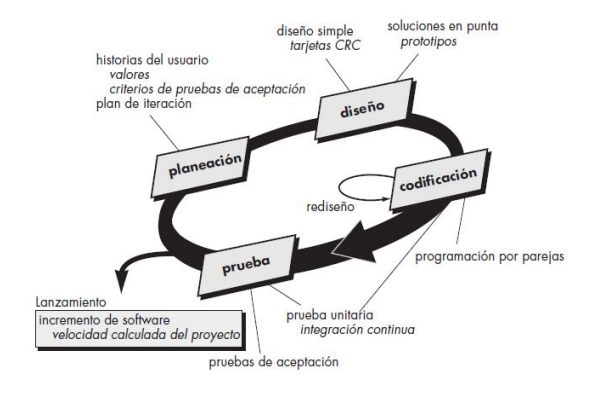 diseño simple
tarjetas CRC
soluciones en punta
prototipos
historias del usuario
valores
criterios de pruebas de aceptación
plan de iteración
diseño
planeación
codificación
rediseño
prueba
programación por parejas
Lanzamiento
incremento de software
velocidad calculada del proyecto
prueba unitaria
integración continua
pruebas de aceptación